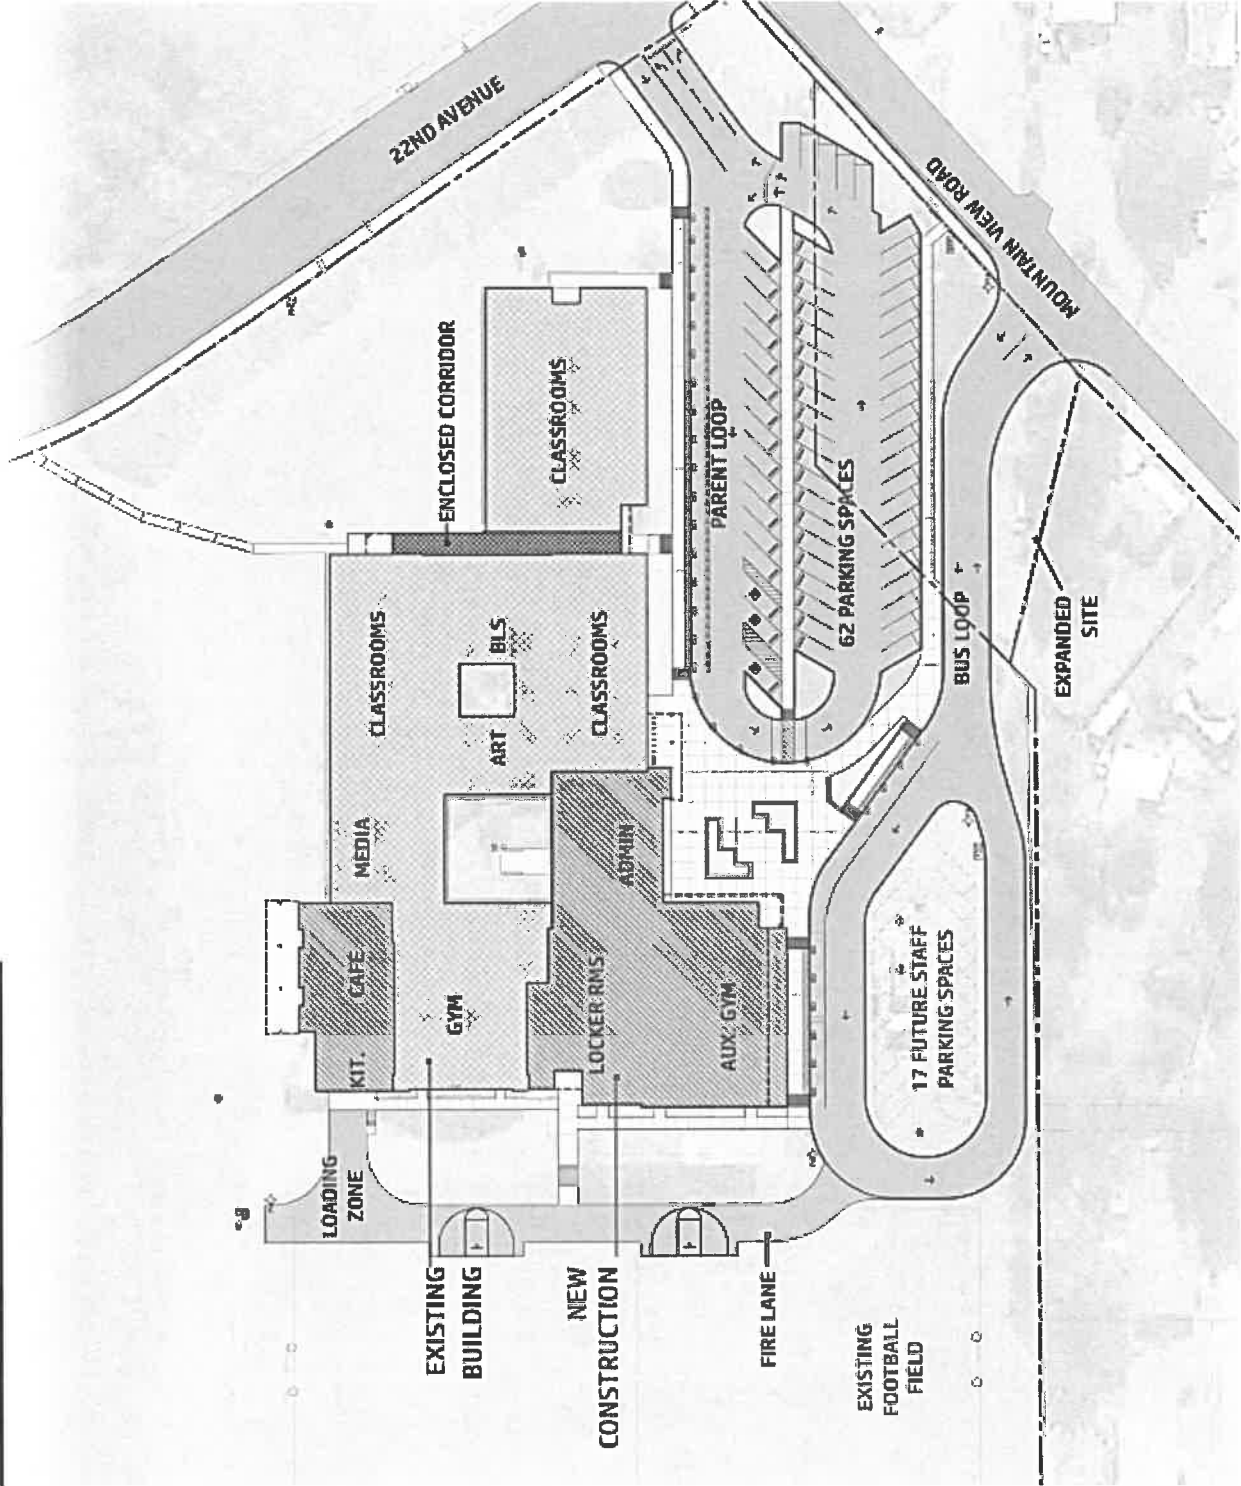 LOADING
ZONE
KIT.
CAFE
MEDIA
CLASSROOMS
EXISTING
BUILDING
GYM
ART
BLS
ENCLOSED CORRIDOR
22ND AVENUE
CLASSROOMS
NEW
CONSTRUCTION
LOCKER RMS
ADMIN
CLASSROOMS
AUX. GYM
PARENT LOOP
FIRE LANE
62 PARKING SPACES
EXISTING
FOOTBALL
FIELD
17 FUTURE STAFF
PARKING SPACES
BUS LOOP
MOUNTAIN VIEW ROAD
EXPANDED
SITE